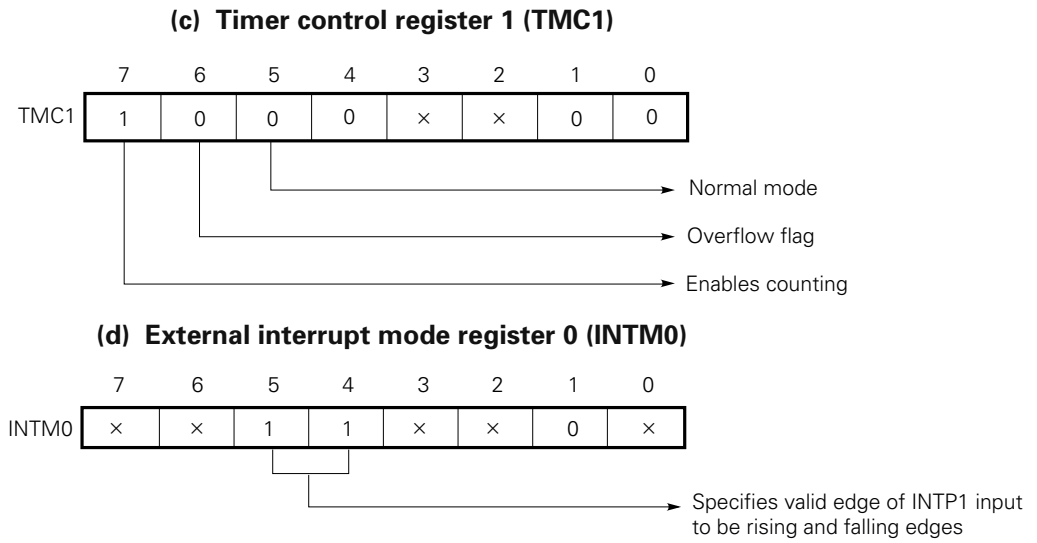 (c) Timer control register 1 (TMC1)
7 6 5 4 3 2 1 0
TMC1 1 0 0 0 × × 0 0
Normal mode
Overflow flag
Enables counting
(d) External interrupt mode register 0 (INTM0)
7 6 5 4 3 2 1 0
INTM0 × × 1 1 × × 0 ×
Specifies valid edge of INTP1 input
to be rising and falling edges